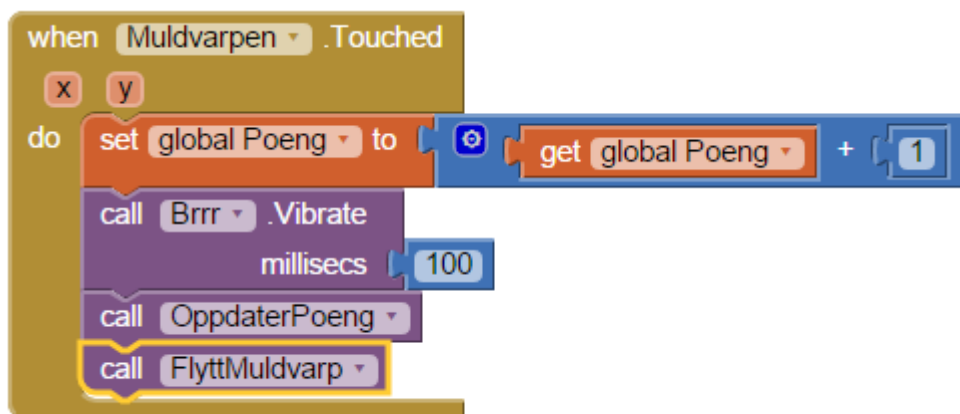 when Muldvarpen .Touched
x y
do set global Poeng to get global Poeng + 1
call Brrr .Vibrate
millisecs 100
call OppdaterPoeng
call FlyttMuldvarp